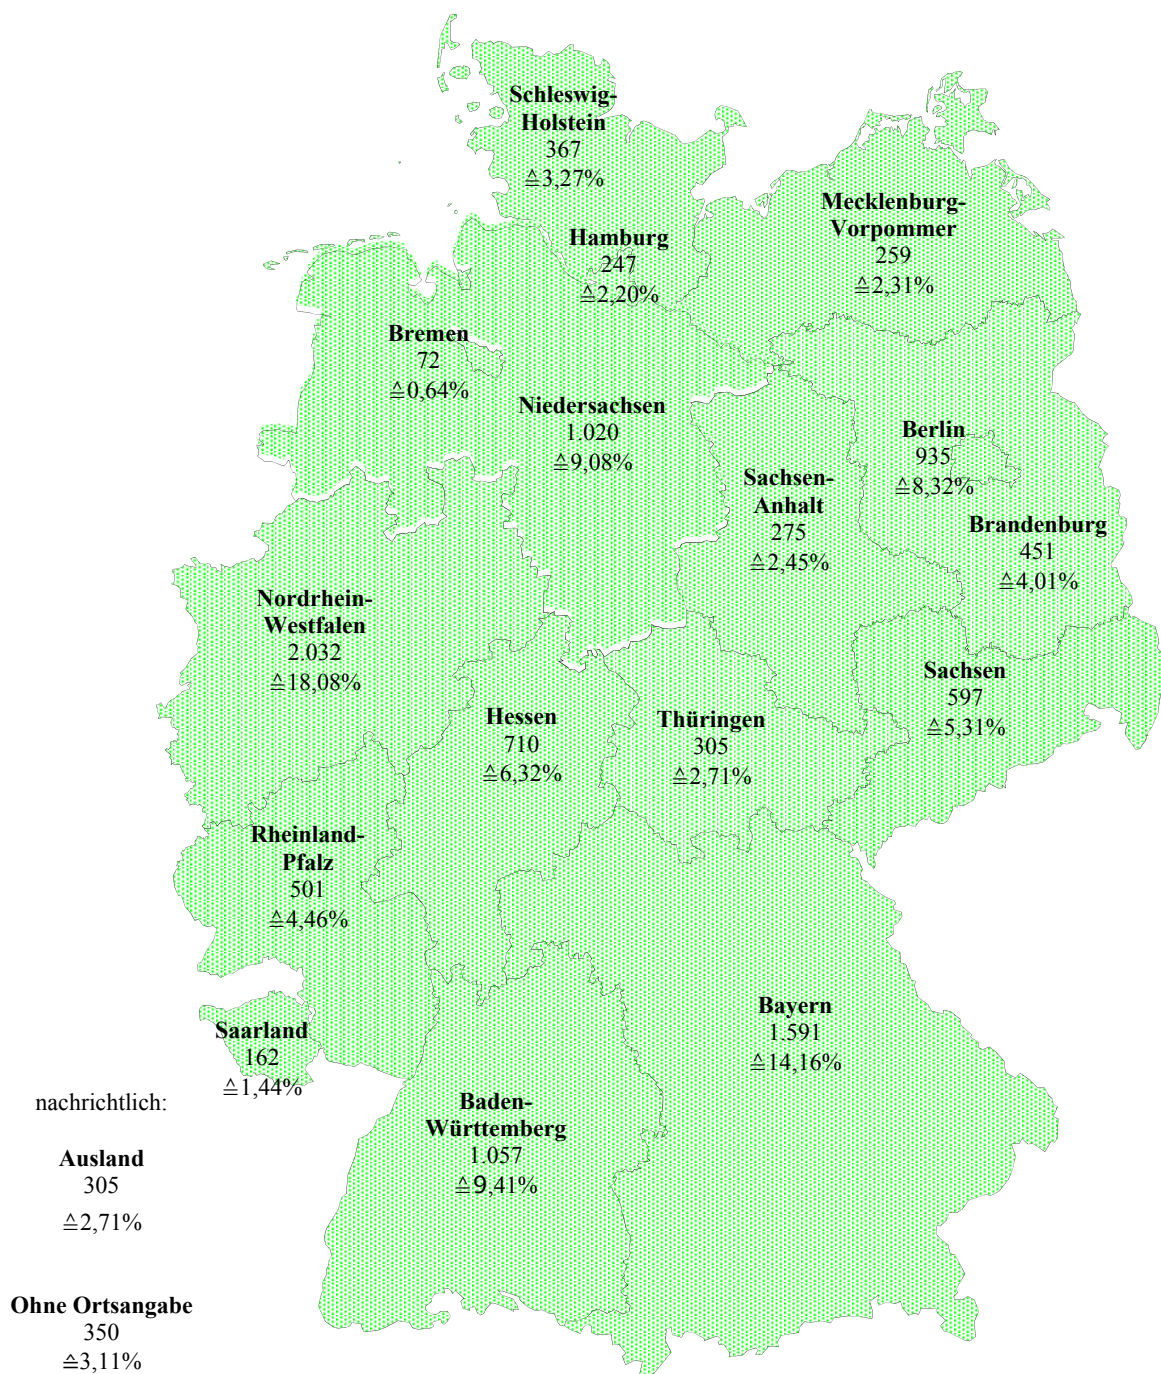 Schleswig-
Holstein
367
≙3,27%
Mecklenburg-
Vorpommer
259
≙2,31%
Hamburg
247
≙2,20%
Bremen
72
≙0,64%
Niedersachsen
1.020
≙9,08%
Berlin
935
≙8,32%
Sachsen-
Anhalt
275
≙2,45%
Brandenburg
451
≙4,01%
Nordrhein-
Westfalen
2.032
≙18,08%
Sachsen
597
≙5,31%
Hessen
710
≙6,32%
Thüringen
305
≙2,71%
Rheinland-
Pfalz
501
≙4,46%
Bayern
1.591
≙14,16%
Saarland
162
≙1,44%
Baden-
Württemberg
1.057
≙9,41%
nachrichtlich:
Ausland
305
≙2,71%
Ohne Ortsangabe
350
≙3,11%